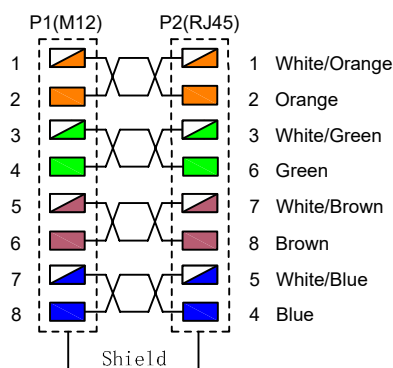 P1(M12) P2(RJ45)
1 1 White/Orange
2 2 Orange
3 3 White/Green
4 6 Green
5 7 White/Brown
6 8 Brown
7 5 White/Blue
8 4 Blue
Shield